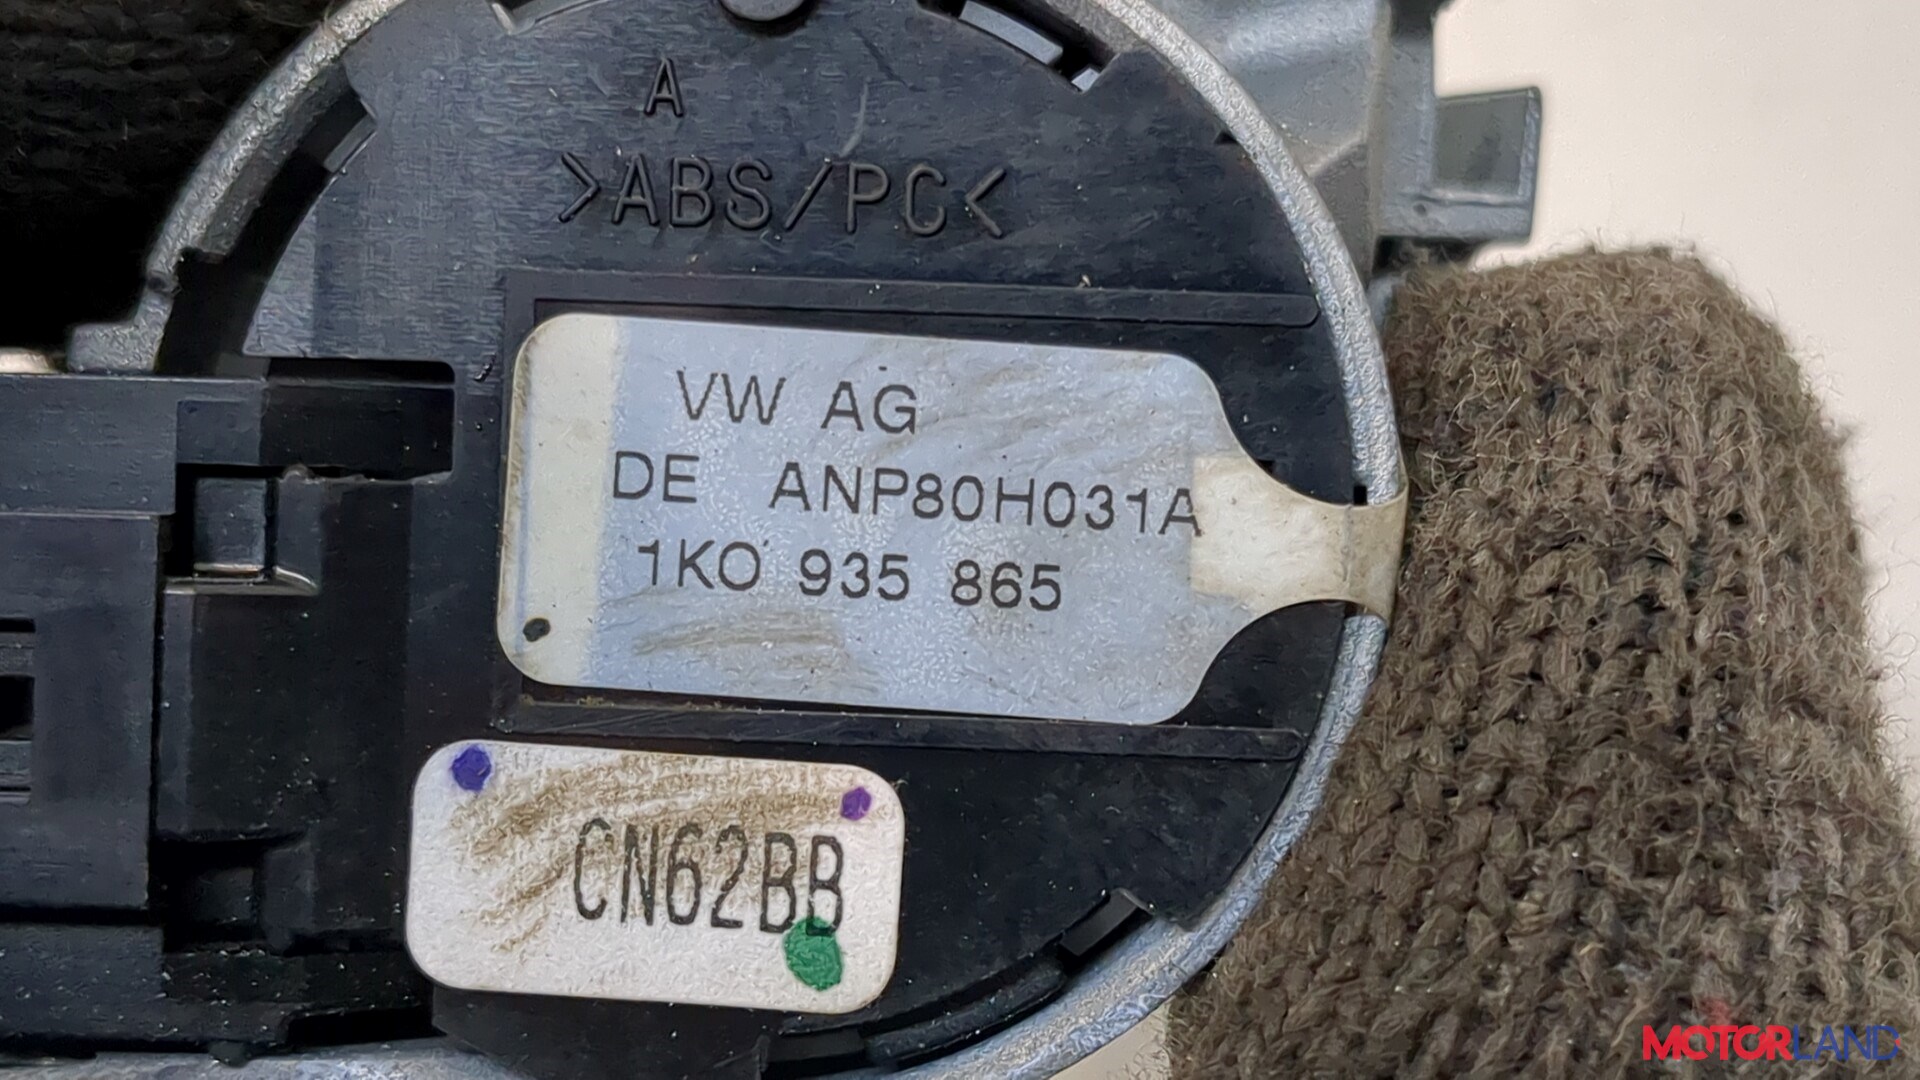 A
>ABS/PC<
VW AG
DE ANP80H031A
1K0 935 865
CN62BB
MOTORLAND